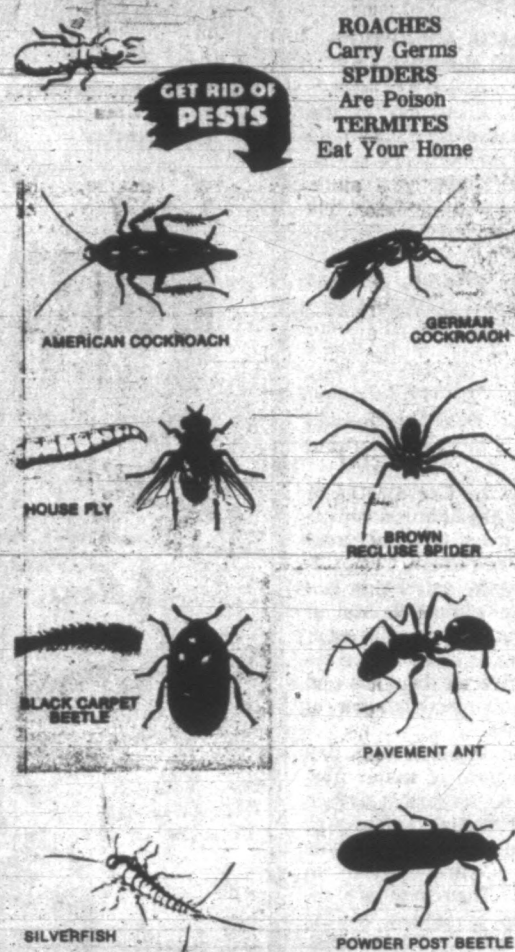 GET RID OF
PESTS
ROACHES
Carry Germs
SPIDERS
Are Poison
TERMITES
Eat Your Home
AMERICAN COCKROACH
GERMAN
COCKROACH
HOUSE FLY
BROWN
RECLUSE SPIDER
BLACK CARPET
BEETLE
PAVEMENT ANT
SILVERFISH
POWDER POST BEETLE